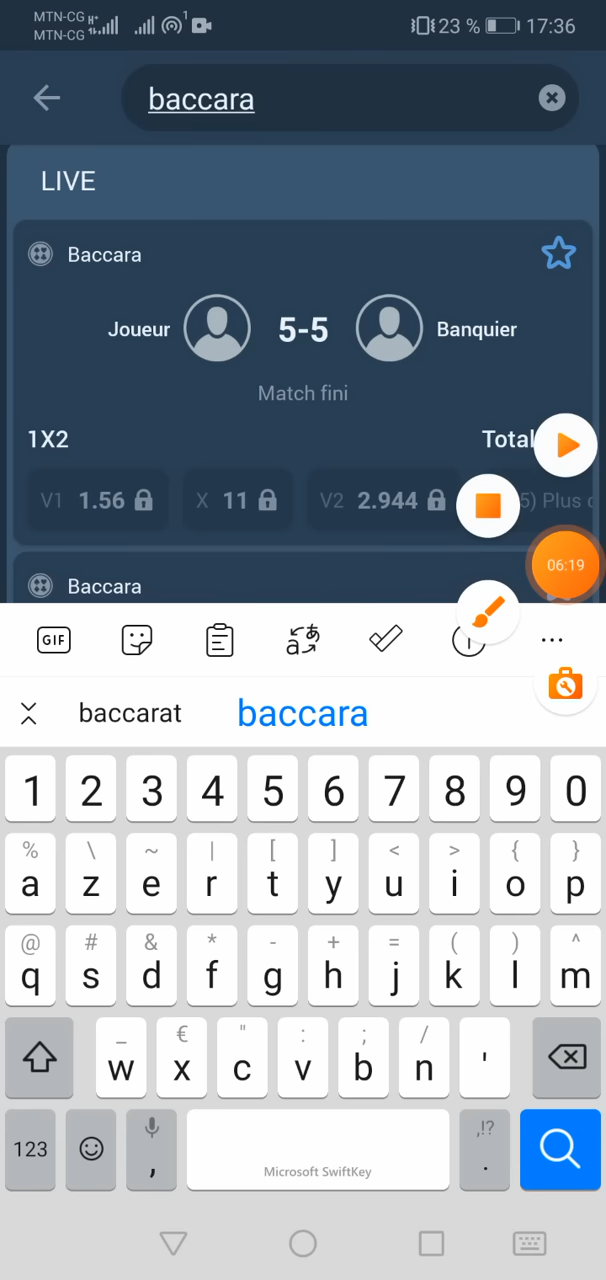 MTN-CG H+ 1 23 % 17:36
MTN-CG
baccara
LIVE
Baccara
Joueur 5-5 Banquier
Match fini
1X2 Total
V1 1.56 X 11 V2 2.944 5) Plus
06:19
Baccara
GIF
baccarat baccara
1 2 3 4 5 6 7 8 9 0
% \ ~ | [ ] < > { }
a z e r t y u i o p
@ # & * - + = ( ) ^
q s d f g h j k l m
_ € " : ; /
w x c v b n '
123 , ,!? .
Microsoft SwiftKey